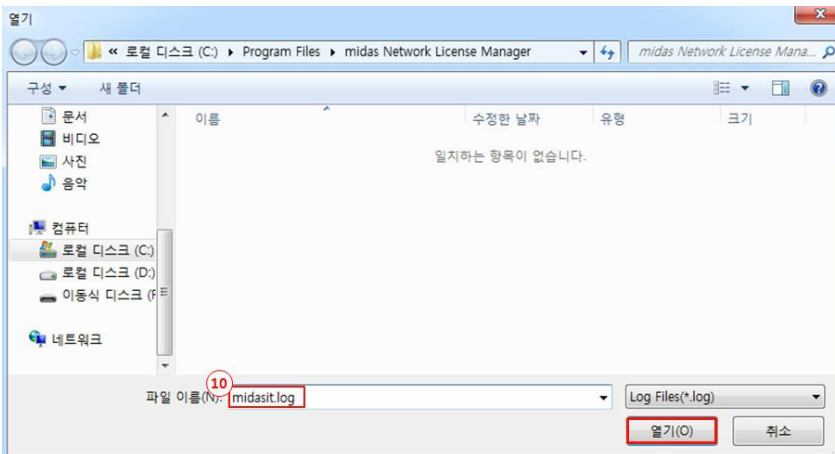 열기
« 로컬 디스크 (C:) ▸ Program Files ▸ midas Network License Manager
midas Network License Mana...
구성 새 폴더
이름 수정한 날짜 유형 크기
일치하는 항목이 없습니다.
문서
비디오
사진
음악
컴퓨터
로컬 디스크 (C:)
로컬 디스크 (D:)
이동식 디스크 (F
네트워크
10
파일 이름(N): midasit.log
Log Files(*.log)
열기(O) 취소